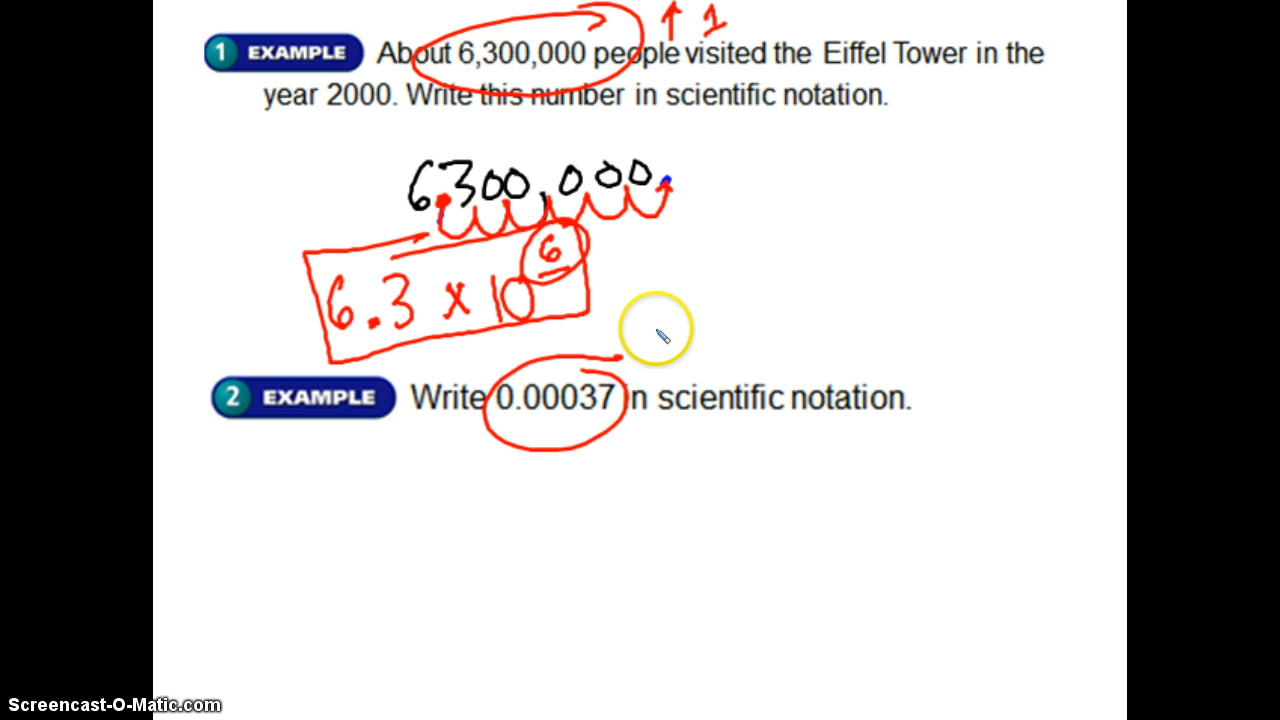 ↑ 1
1 EXAMPLE About 6,300,000 people visited the Eiffel Tower in the
year 2000. Write this number in scientific notation.
6.300,000.
6.3 x 10^6
2 EXAMPLE Write 0.00037 in scientific notation.
Screencast-O-Matic.com